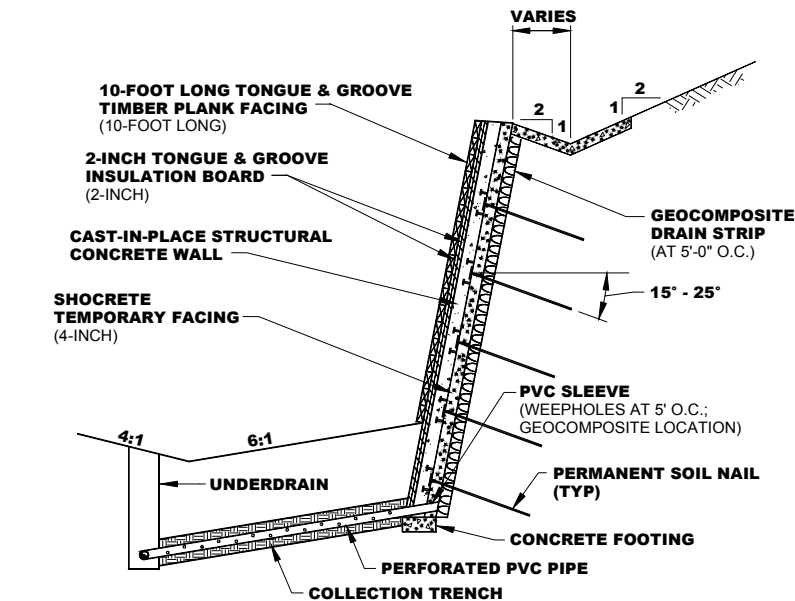 VARIES
10-FOOT LONG TONGUE & GROOVE
TIMBER PLANK FACING
(10-FOOT LONG)
2
1
1
2
2-INCH TONGUE & GROOVE
INSULATION BOARD
(2-INCH)
GEOCOMPOSITE
DRAIN STRIP
(AT 5'-0" O.C.)
CAST-IN-PLACE STRUCTURAL
CONCRETE WALL
15° - 25°
SHOCRETE
TEMPORARY FACING
(4-INCH)
PVC SLEEVE
(WEEPHOLES AT 5' O.C.;
GEOCOMPOSITE LOCATION)
4:1
6:1
UNDERDRAIN
PERMANENT SOIL NAIL
(TYP)
CONCRETE FOOTING
PERFORATED PVC PIPE
COLLECTION TRENCH